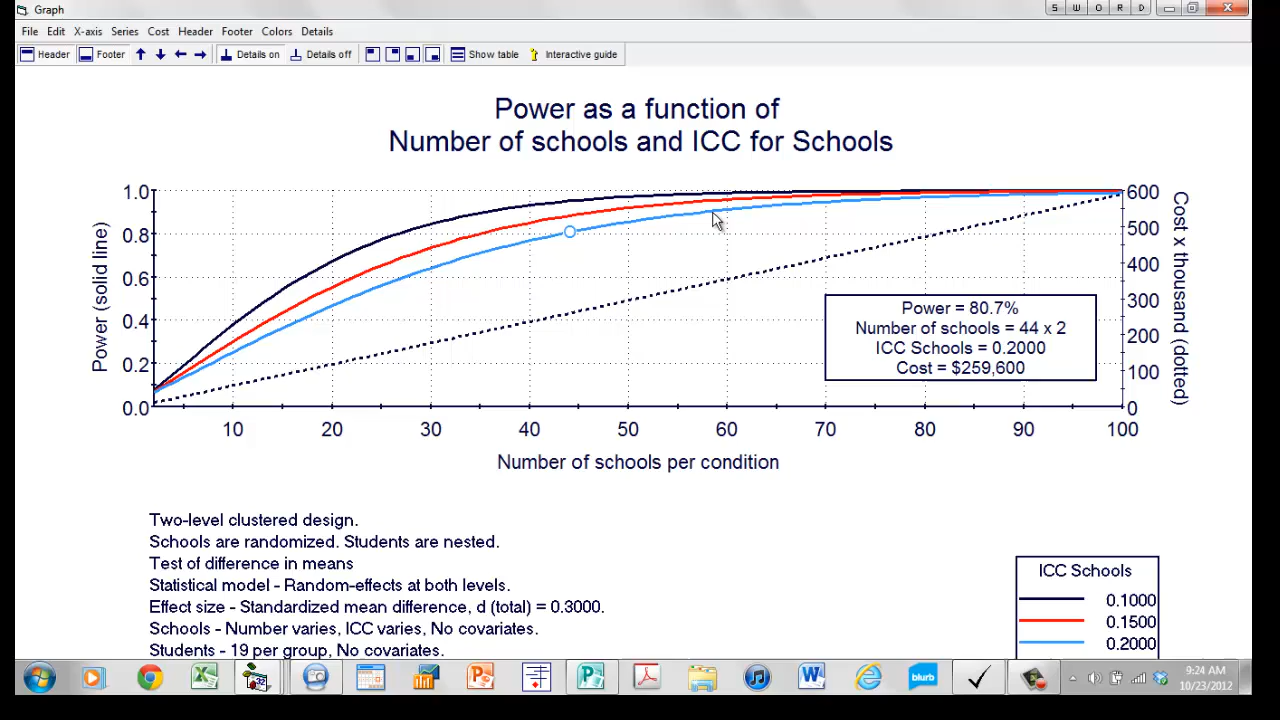 Graph
S W O R D
File Edit X-axis Series Cost Header Footer Colors Details
Header Footer Details on Details off Show table Interactive guide
Power as a function of
Number of schools and ICC for Schools
Power (solid line)
1.0
0.8
0.6
0.4
0.2
0.0
600
500
400
300
200
100
0
Cost x thousand (dotted)
Power = 80.7%
Number of schools = 44 x 2
ICC Schools = 0.2000
Cost = $259,600
10 20 30 40 50 60 70 80 90 100
Number of schools per condition
Two-level clustered design.
Schools are randomized. Students are nested.
Test of difference in means
Statistical model - Random-effects at both levels.
Effect size - Standardized mean difference, d (total) = 0.3000.
Schools - Number varies, ICC varies, No covariates.
Students - 19 per group, No covariates.
ICC Schools
0.1000
0.1500
0.2000
blurb
9:24 AM
10/23/2012